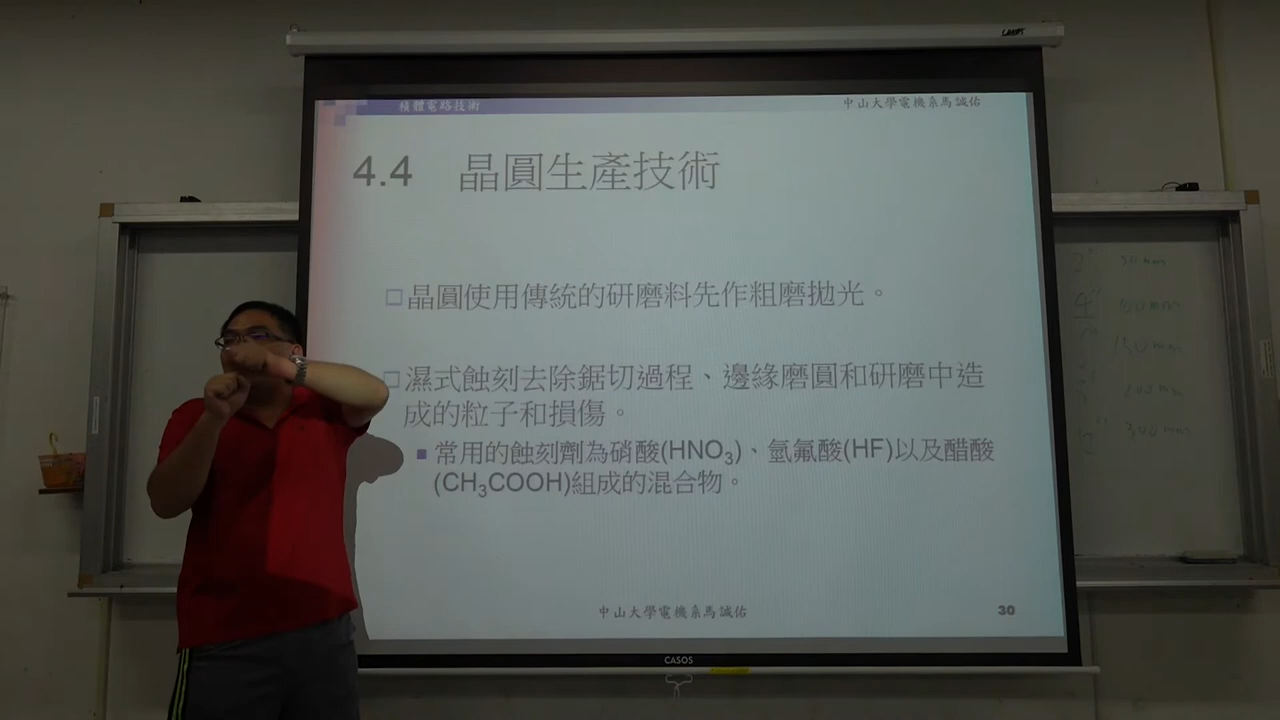 積體電路技術
中山大學電機系馬誠佑
4.4 晶圓生產技術
晶圓使用傳統的研磨料先作粗磨拋光。
濕式蝕刻去除鋸切過程、邊緣磨圓和研磨中造
成的粒子和損傷。
常用的蝕刻劑為硝酸(HNO₃)、氫氟酸(HF)以及醋酸
(CH₃COOH)組成的混合物。
中山大學電機系馬誠佑
30
CASOS
300mm